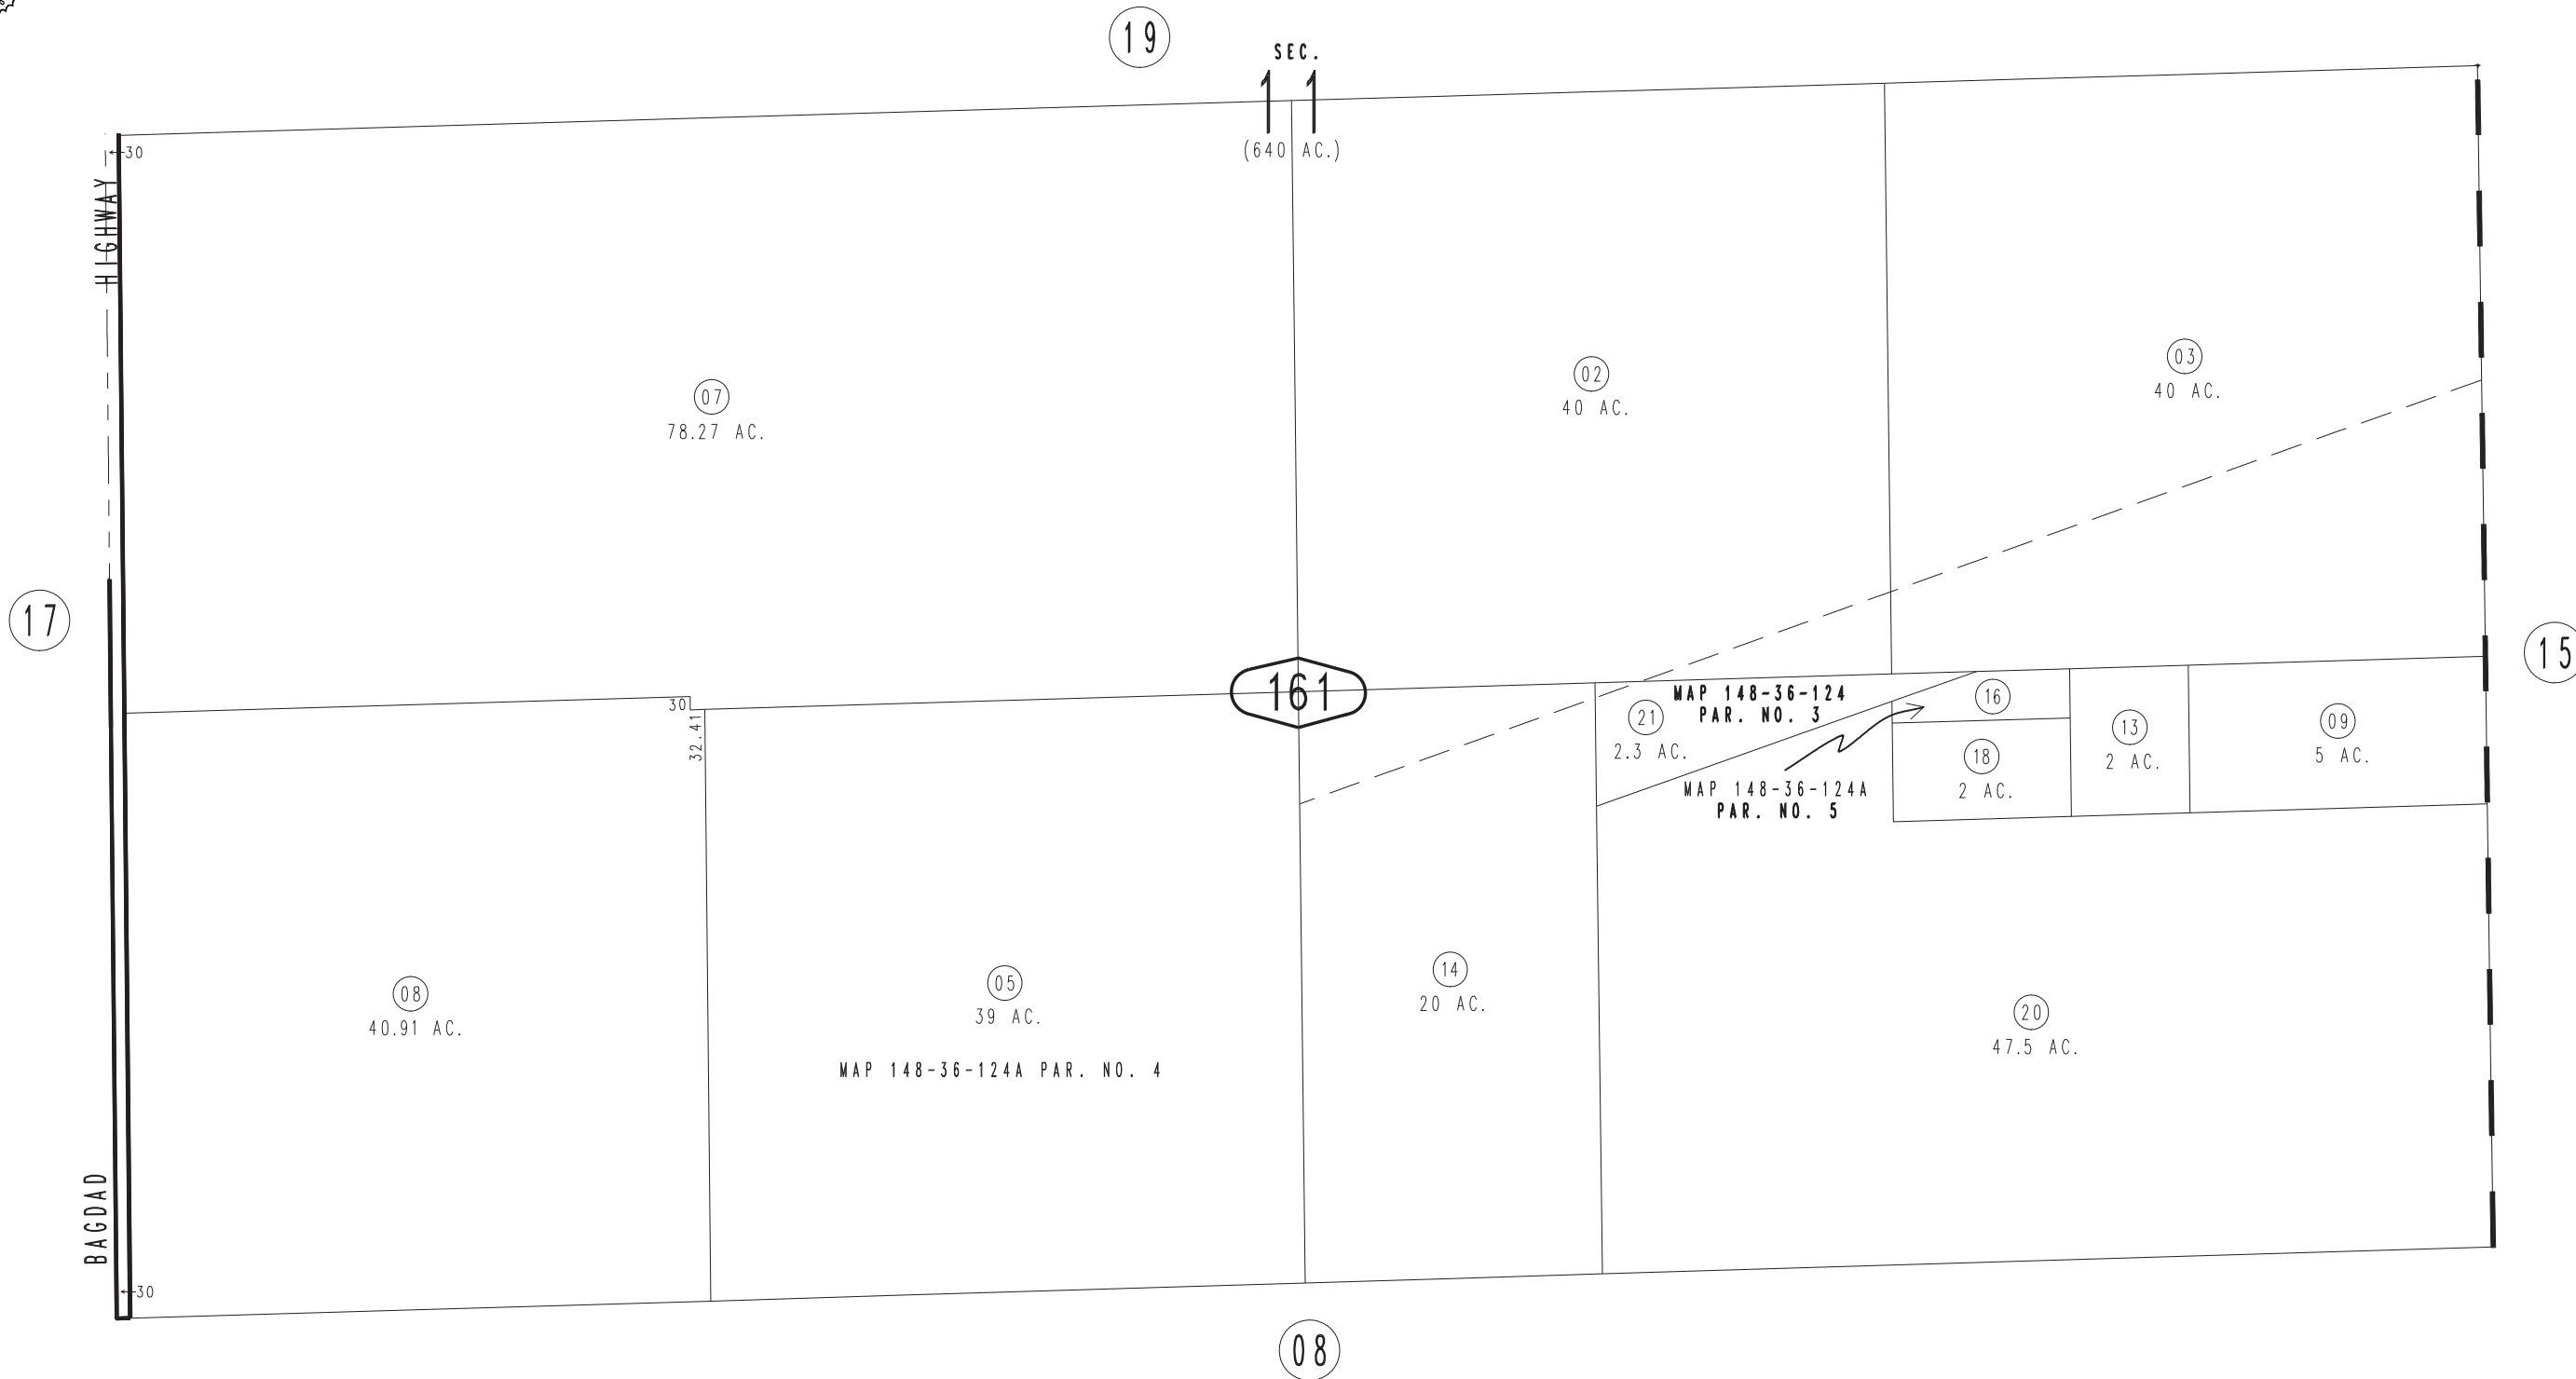 19
SEC.
11
(640 AC.)
30
HIGHWAY
07
78.27 AC.
02
40 AC.
03
40 AC.
17
15
161
30
32.41
21
2.3 AC.
MAP 148-36-124
PAR. NO. 3
16
18
2 AC.
13
2 AC.
09
5 AC.
MAP 148-36-124A
PAR. NO. 5
08
40.91 AC.
05
39 AC.
MAP 148-36-124A PAR. NO. 4
14
20 AC.
20
47.5 AC.
BAGDAD
30
08